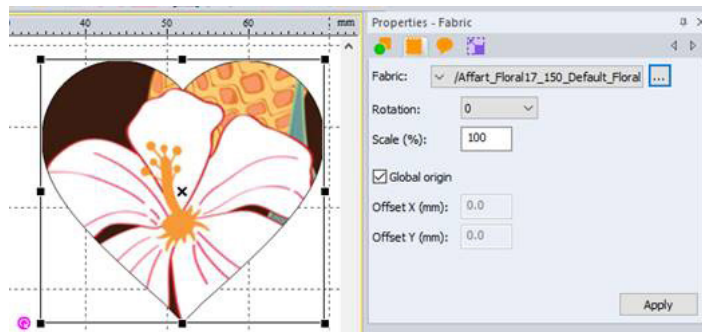 40 50 60 70 mm
Properties - Fabric
Fabric: /Affart_Floral17_150_Default_Floral ...
Rotation: 0
Scale (%): 100
Global origin
Offset X (mm): 0.0
Offset Y (mm): 0.0
Apply